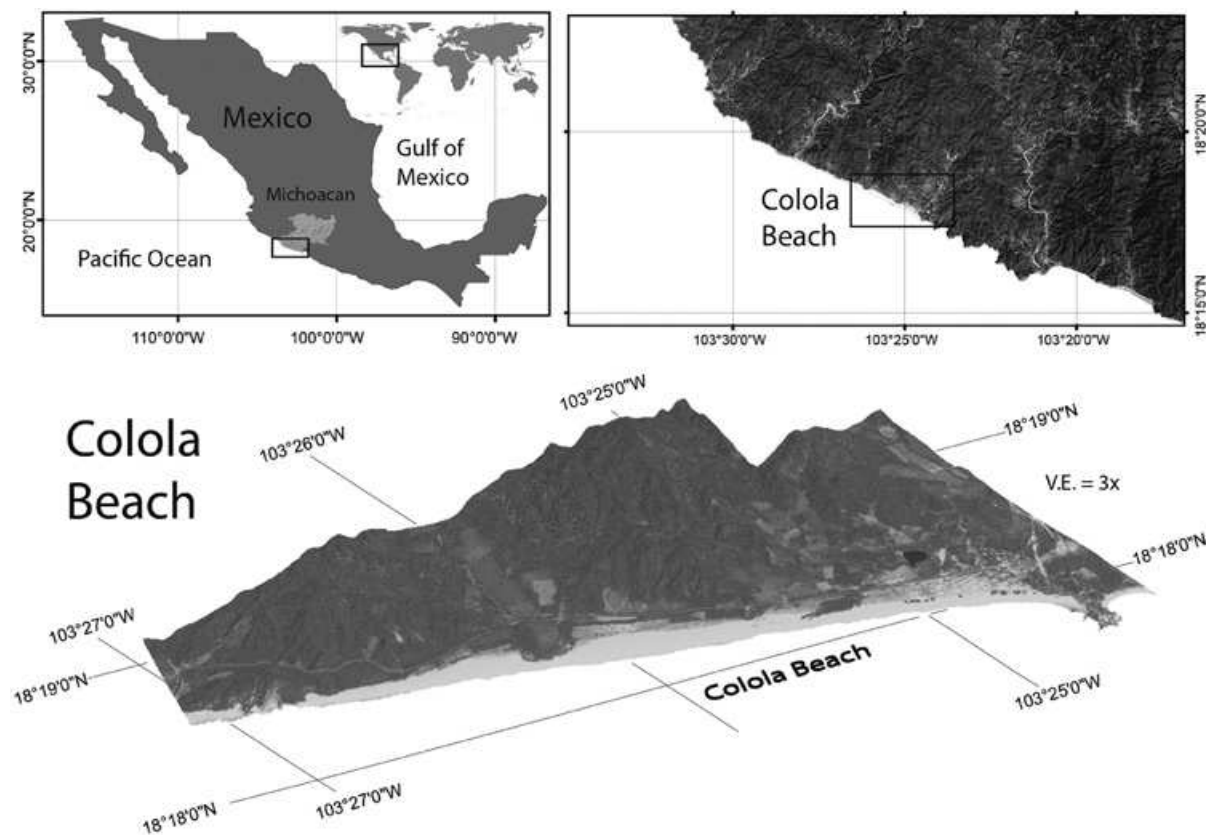 Mexico
Michoacan
Gulf of
Mexico
Pacific Ocean
30°0'0"N
20°0'0"N
110°0'0"W
100°0'0"W
90°0'0"W
Colola
Beach
18°20'0"N
18°15'0"N
103°30'0"W
103°25'0"W
103°20'0"W
Colola
Beach
103°26'0"W
103°25'0"W
18°19'0"N
V.E. = 3x
18°18'0"N
103°27'0"W
18°19'0"N
Colola Beach
103°25'0"W
103°27'0"W
18°18'0"N